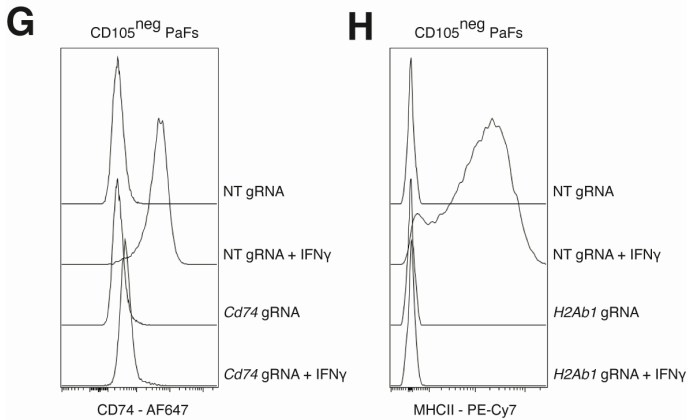 G
CD105neg PaFs
NT gRNA
NT gRNA + IFNγ
Cd74 gRNA
Cd74 gRNA + IFNγ
CD74 - AF647
H
CD105neg PaFs
NT gRNA
NT gRNA + IFNγ
H2Ab1 gRNA
H2Ab1 gRNA + IFNγ
MHCII - PE-Cy7